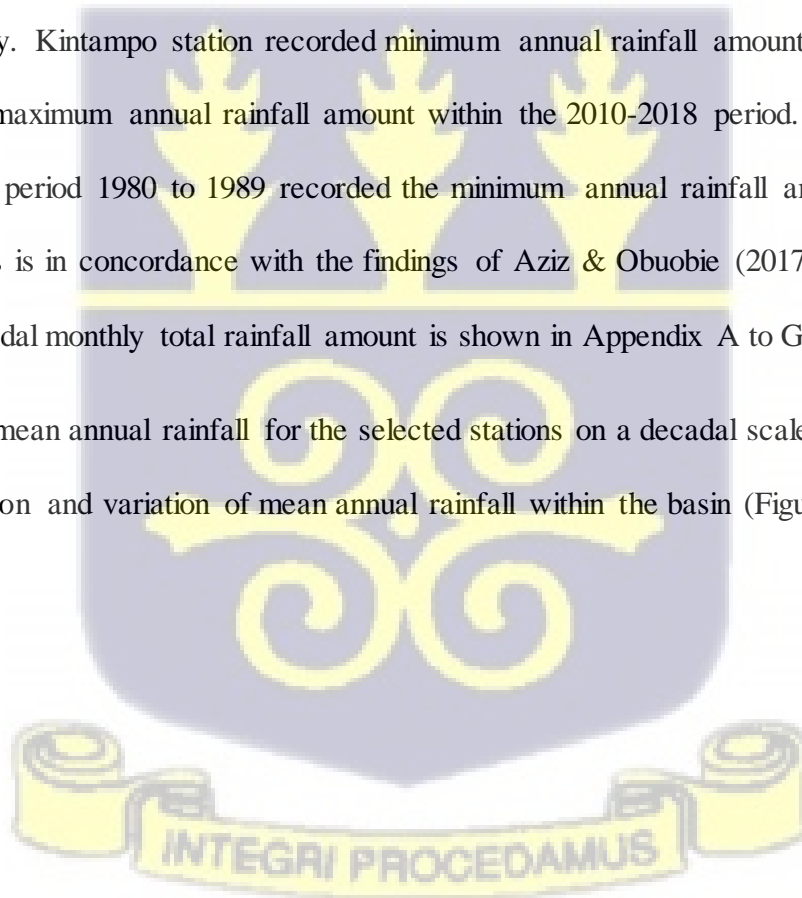 y. Kintampo station recorded minimum annual rainfall amount
maximum annual rainfall amount within the 2010-2018 period.
period 1980 to 1989 recorded the minimum annual rainfall
is in concordance with the findings of Aziz & Obuobie (2017
dal monthly total rainfall amount is shown in Appendix A to G
mean annual rainfall for the selected stations on a decadal scale
on and variation of mean annual rainfall within the basin (Figu
INTEGRI PROCEDAMUS